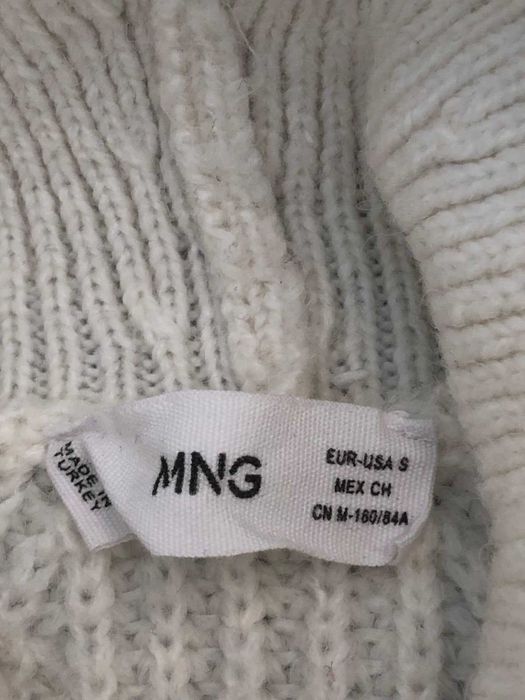 MADE IN
TURKEY
MNG
EUR-USA S
MEX CH
CN M-160/84A